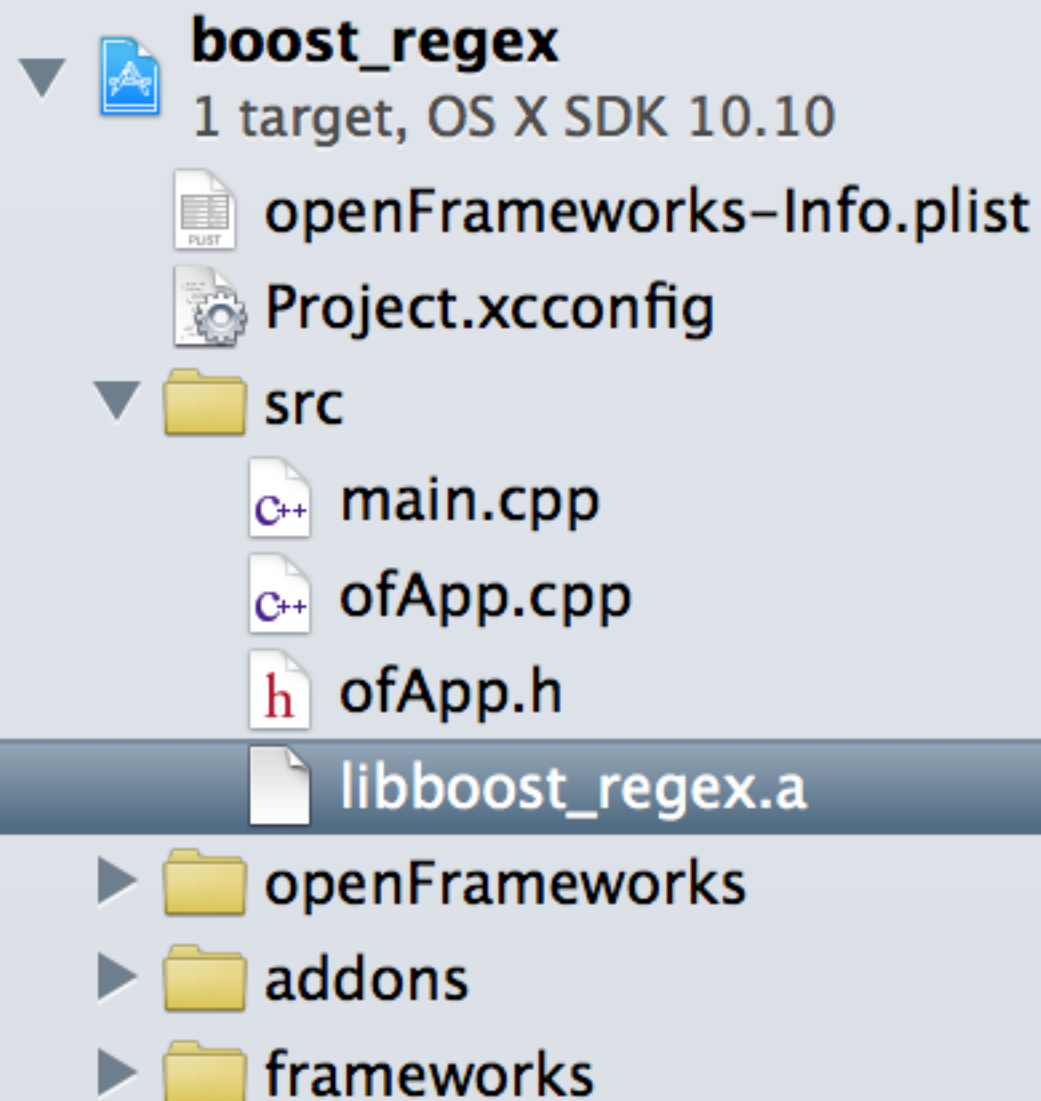 boost_regex
1 target, OS X SDK 10.10
PLIST
openFrameworks-Info.plist
Project.xcconfig
src
C++
main.cpp
C++
ofApp.cpp
h
ofApp.h
libboost_regex.a
openFrameworks
addons
frameworks